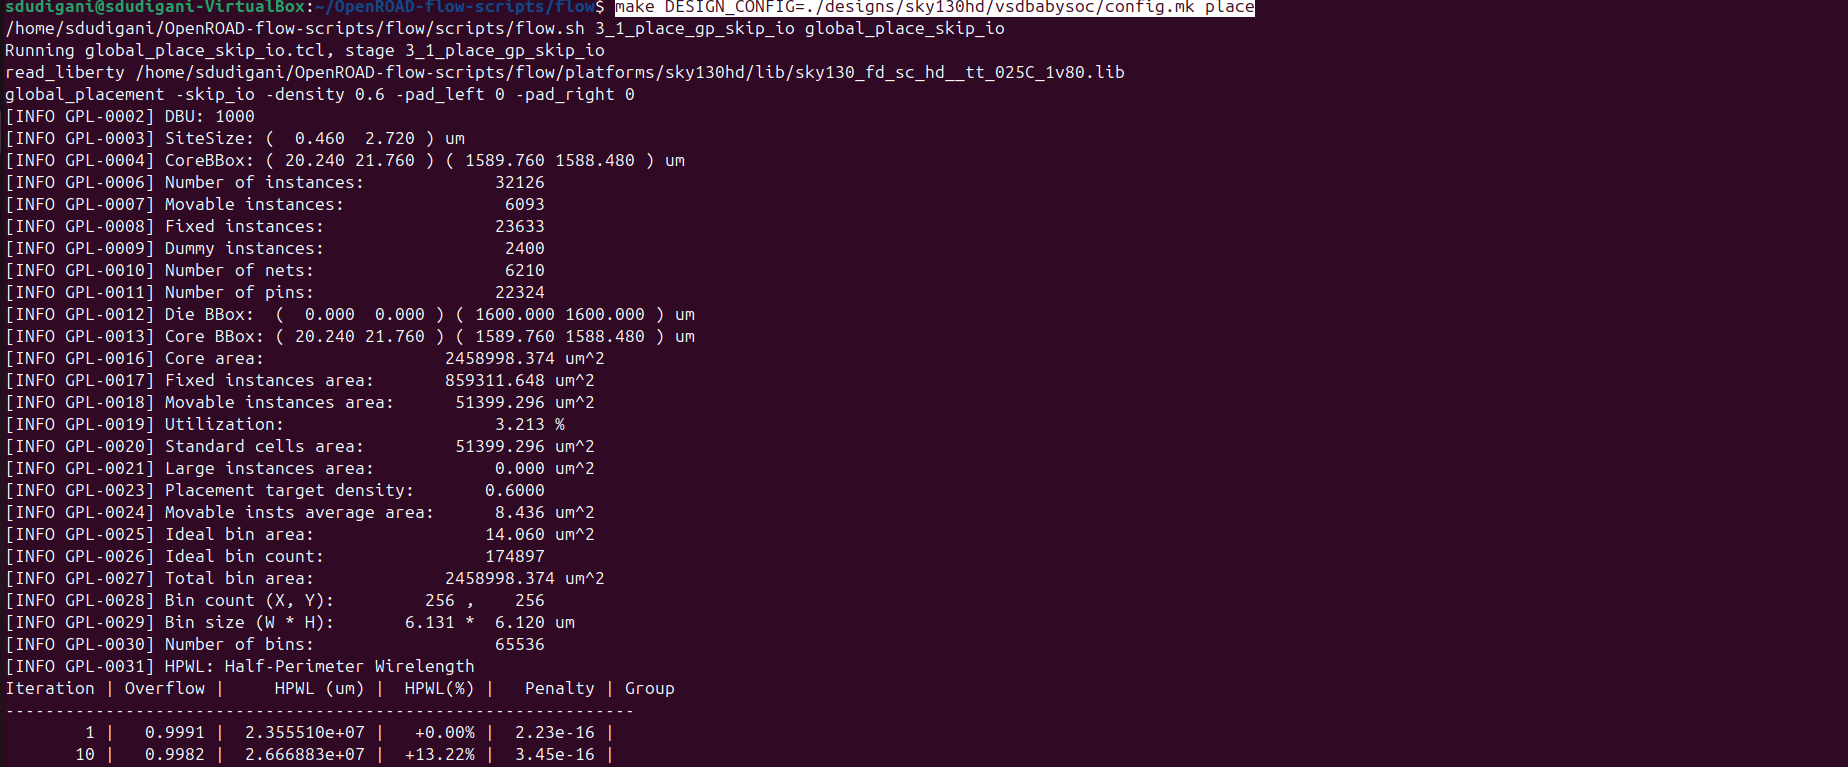 sdudigani@sdudigani-VirtualBox:~/OpenROAD-flow-scripts/flow$ make DESIGN_CONFIG=./designs/sky130hd/vsdbabysoc/config.mk place
/home/sdudigani/OpenROAD-flow-scripts/flow/scripts/flow.sh 3_1_place_gp_skip_io global_place_skip_io
Running global_place_skip_io.tcl, stage 3_1_place_gp_skip_io
read_liberty /home/sdudigani/OpenROAD-flow-scripts/flow/platforms/sky130hd/lib/sky130_fd_sc_hd__tt_025C_1v80.lib
global_placement -skip_io -density 0.6 -pad_left 0 -pad_right 0
[INFO GPL-0002] DBU: 1000
[INFO GPL-0003] SiteSize: (  0.460  2.720 ) um
[INFO GPL-0004] CoreBBox: ( 20.240 21.760 ) ( 1589.760 1588.480 ) um
[INFO GPL-0006] Number of instances:             32126
[INFO GPL-0007] Movable instances:                6093
[INFO GPL-0008] Fixed instances:                 23633
[INFO GPL-0009] Dummy instances:                  2400
[INFO GPL-0010] Number of nets:                   6210
[INFO GPL-0011] Number of pins:                  22324
[INFO GPL-0012] Die BBox:  (  0.000  0.000 ) ( 1600.000 1600.000 ) um
[INFO GPL-0013] Core BBox: ( 20.240 21.760 ) ( 1589.760 1588.480 ) um
[INFO GPL-0016] Core area:                  2458998.374 um^2
[INFO GPL-0017] Fixed instances area:       859311.648 um^2
[INFO GPL-0018] Movable instances area:      51399.296 um^2
[INFO GPL-0019] Utilization:                     3.213 %
[INFO GPL-0020] Standard cells area:         51399.296 um^2
[INFO GPL-0021] Large instances area:            0.000 um^2
[INFO GPL-0023] Placement target density:       0.6000
[INFO GPL-0024] Movable insts average area:      8.436 um^2
[INFO GPL-0025] Ideal bin area:                 14.060 um^2
[INFO GPL-0026] Ideal bin count:                174897
[INFO GPL-0027] Total bin area:             2458998.374 um^2
[INFO GPL-0028] Bin count (X, Y):         256 ,    256
[INFO GPL-0029] Bin size (W * H):       6.131 *  6.120 um
[INFO GPL-0030] Number of bins:                  65536
[INFO GPL-0031] HPWL: Half-Perimeter Wirelength
Iteration | Overflow |     HPWL (um) |  HPWL(%) |   Penalty | Group
---------------------------------------------------------------
        1 |   0.9991 |  2.355510e+07 |   +0.00% |  2.23e-16 |
       10 |   0.9982 |  2.666883e+07 |  +13.22% |  3.45e-16 |